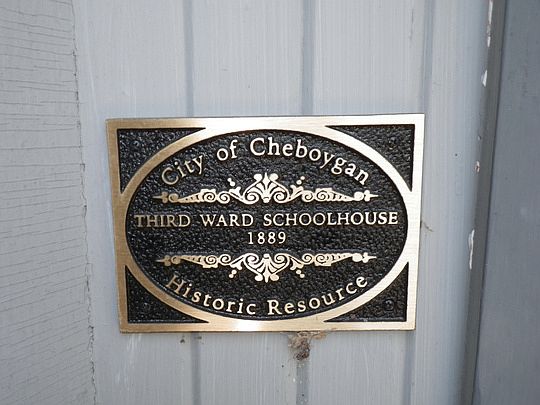 City of Cheboygan
THIRD WARD SCHOOLHOUSE
1889
Historic Resource